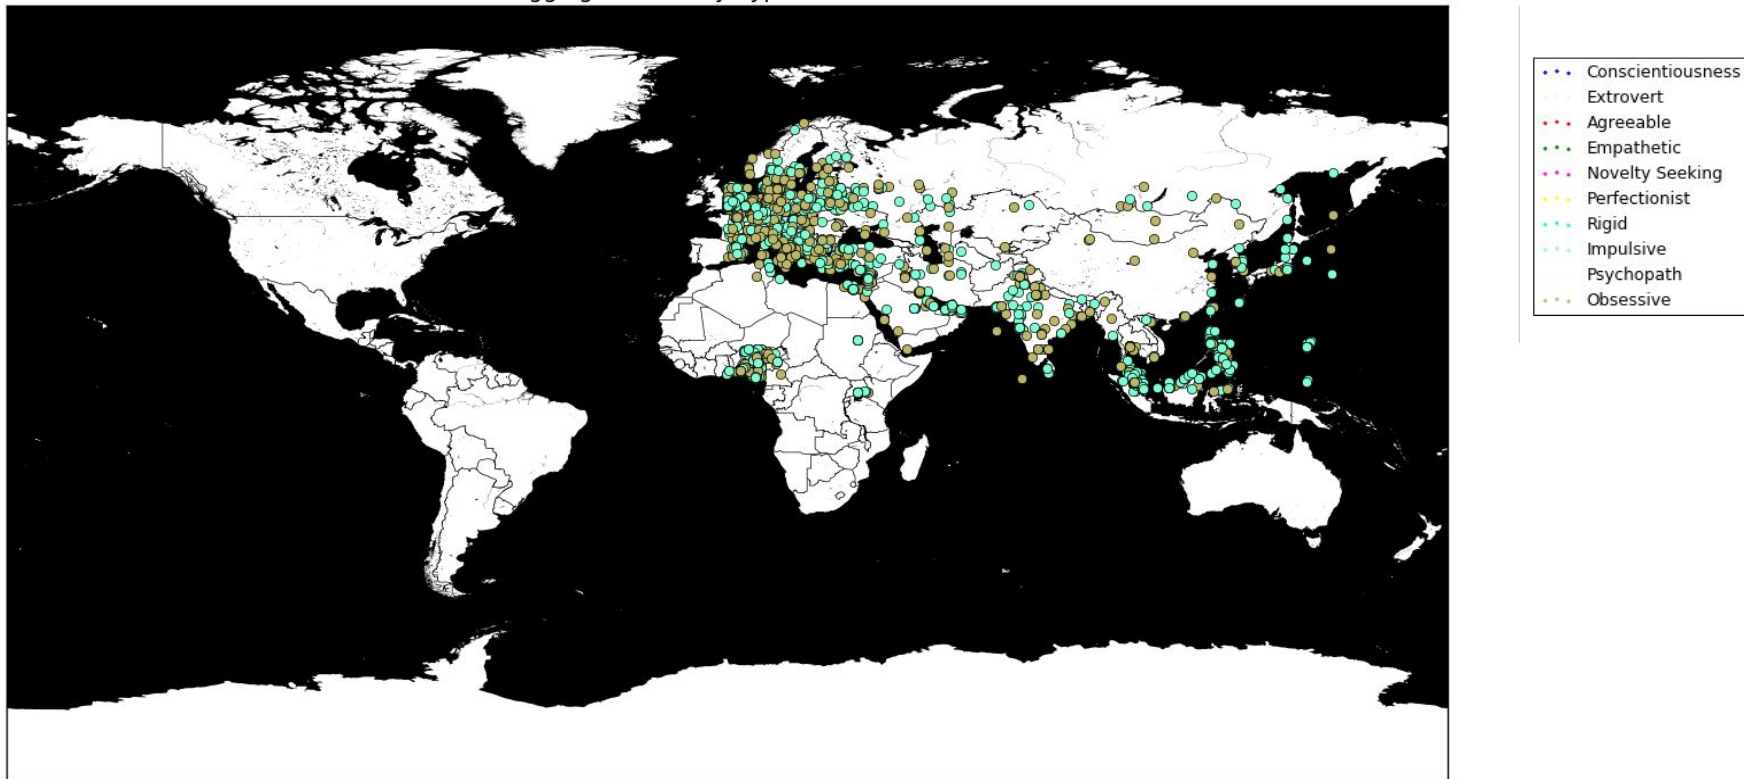 Conscientiousness
Extrovert
Agreeable
Empathetic
Novelty Seeking
Perfectionist
Rigid
Impulsive
Psychopath
Obsessive